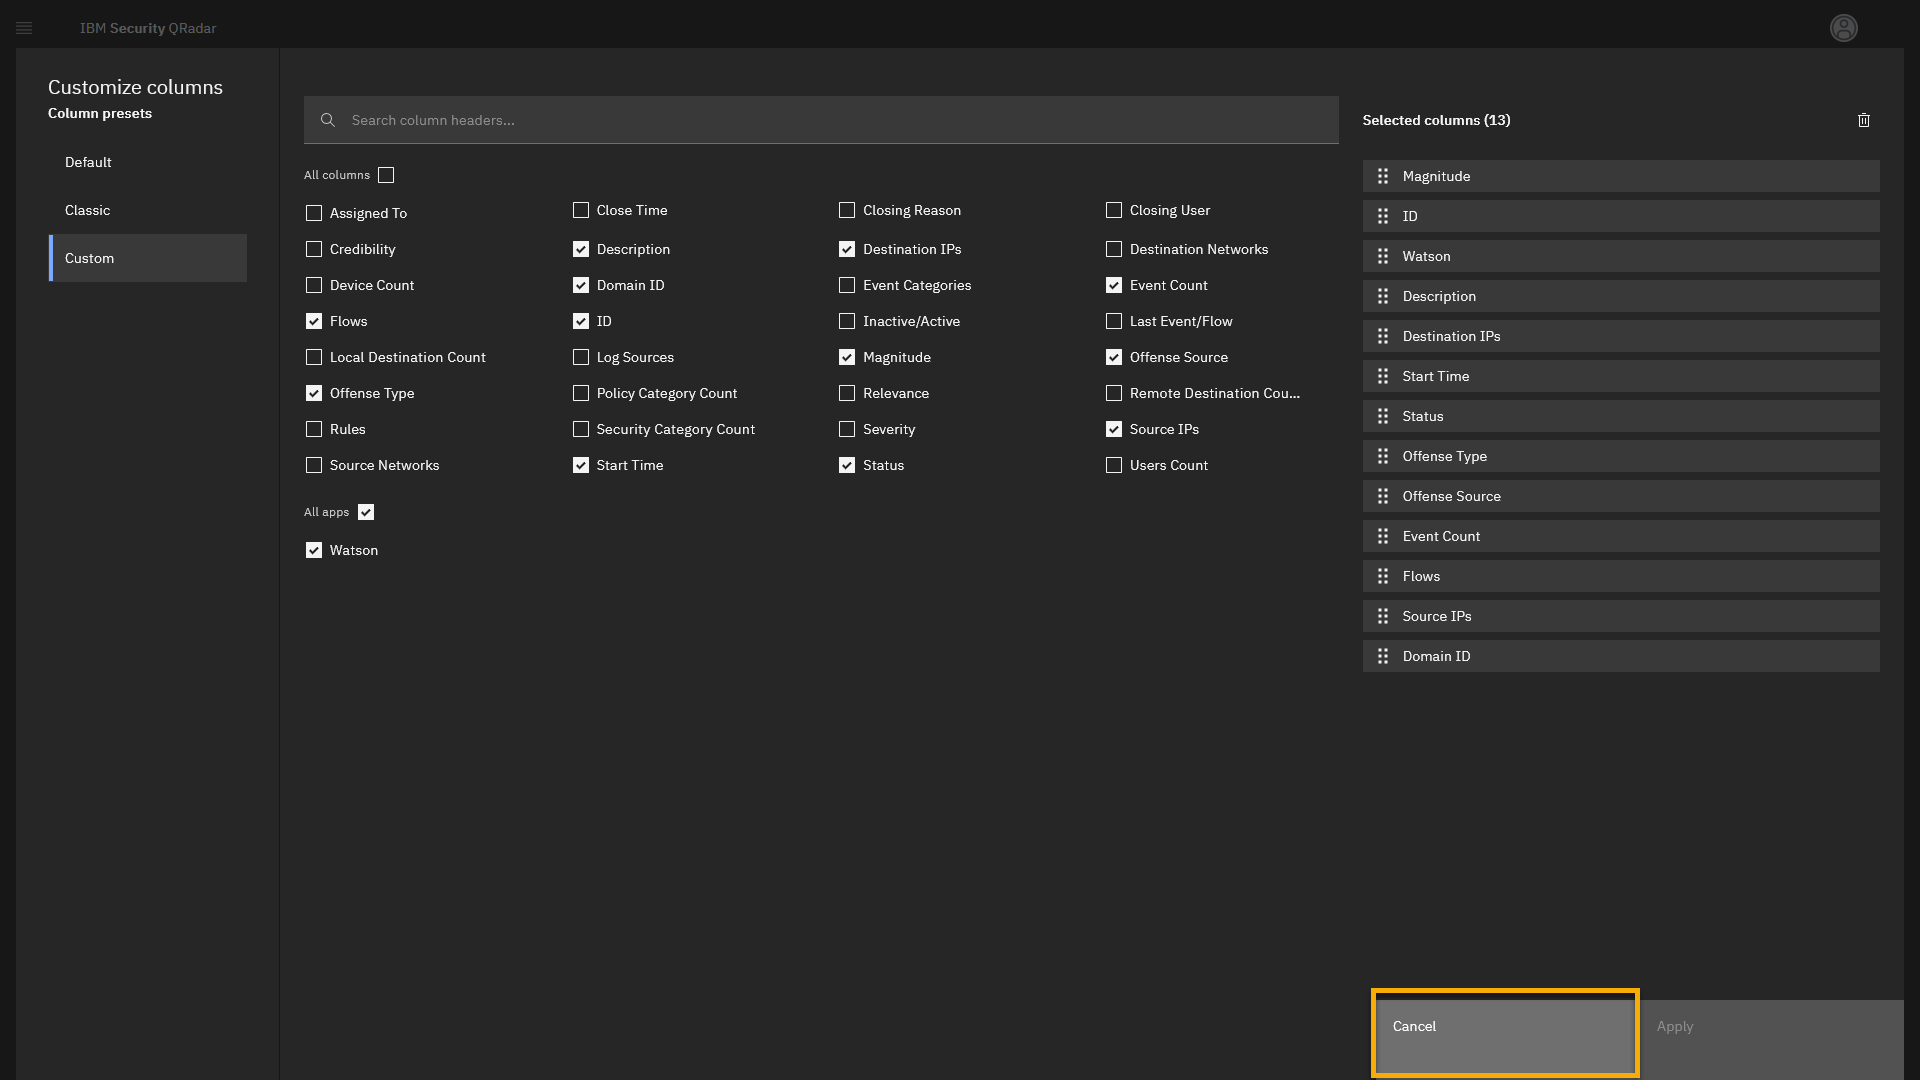 IBM Security QRadar
Customize columns
Column presets
Default
Classic
Custom
Search column headers...
All columns
Assigned To
Close Time
Closing Reason
Closing User
Credibility
Description
Destination IPs
Destination Networks
Device Count
Domain ID
Event Categories
Event Count
Flows
ID
Inactive/Active
Last Event/Flow
Local Destination Count
Log Sources
Magnitude
Offense Source
Offense Type
Policy Category Count
Relevance
Remote Destination Cou...
Rules
Security Category Count
Severity
Source IPs
Source Networks
Start Time
Status
Users Count
All apps
Watson
Selected columns (13)
Magnitude
ID
Watson
Description
Destination IPs
Start Time
Status
Offense Type
Offense Source
Event Count
Flows
Source IPs
Domain ID
Cancel
Apply